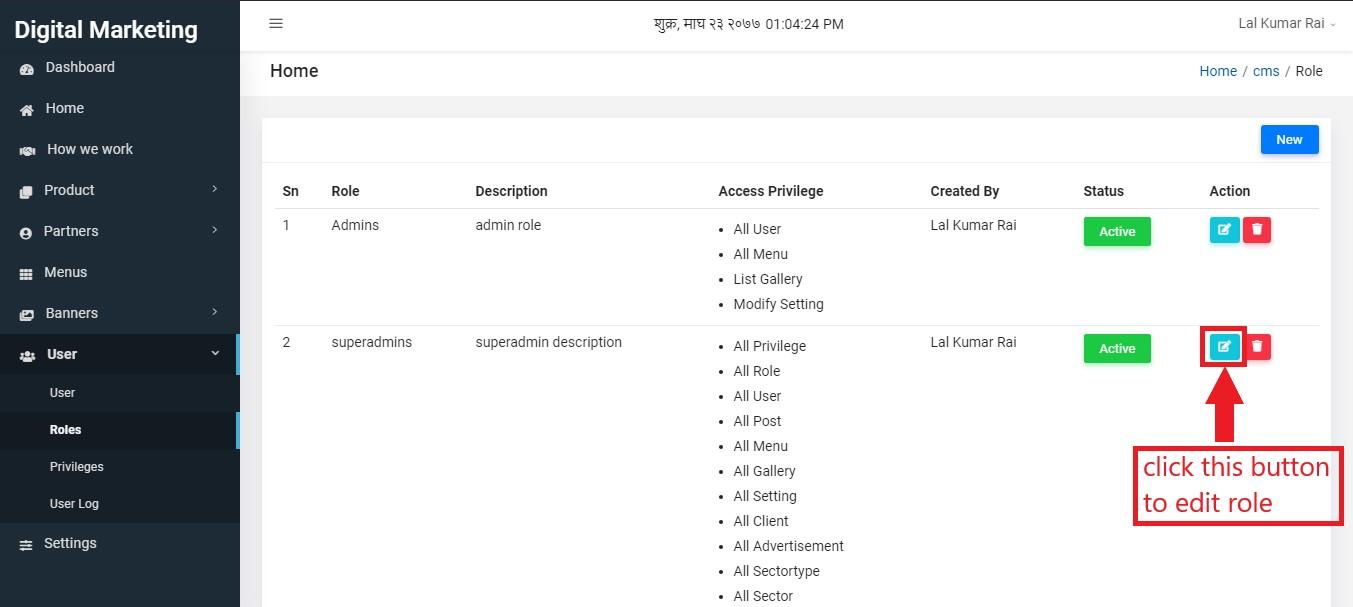 Digital Marketing
शुक्र, माघ २३ २०७७ 01:04:24 PM
Lal Kumar Rai
Dashboard
Home
How we work
Product
Partners
Menus
Banners
User
User
Roles
Privileges
User Log
Settings
Home
Home / cms / Role
New
Sn Role Description Access Privilege Created By Status Action
1 Admins admin role Lal Kumar Rai Active
All User
All Menu
List Gallery
Modify Setting
2 superadmins superadmin description Lal Kumar Rai Active
All Privilege
All Role
All User
All Post
All Menu
All Gallery
All Setting
All Client
All Advertisement
All Sectortype
All Sector
click this button
to edit role